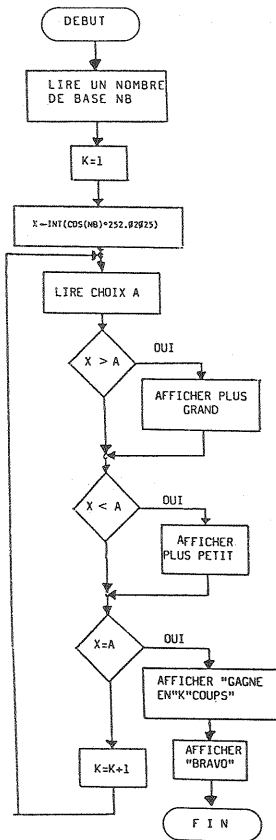 DEBUT
LIRE UN NOMBRE
DE BASE NB
K=1
X←INT(COS(NB)*252.02025)
LIRE CHOIX A
X > A
OUI
AFFICHER PLUS
GRAND
X < A
OUI
AFFICHER
PLUS PETIT
X=A
OUI
AFFICHER "GAGNE
EN"K"COUPS"
K=K+1
AFFICHER
"BRAVO"
F I N